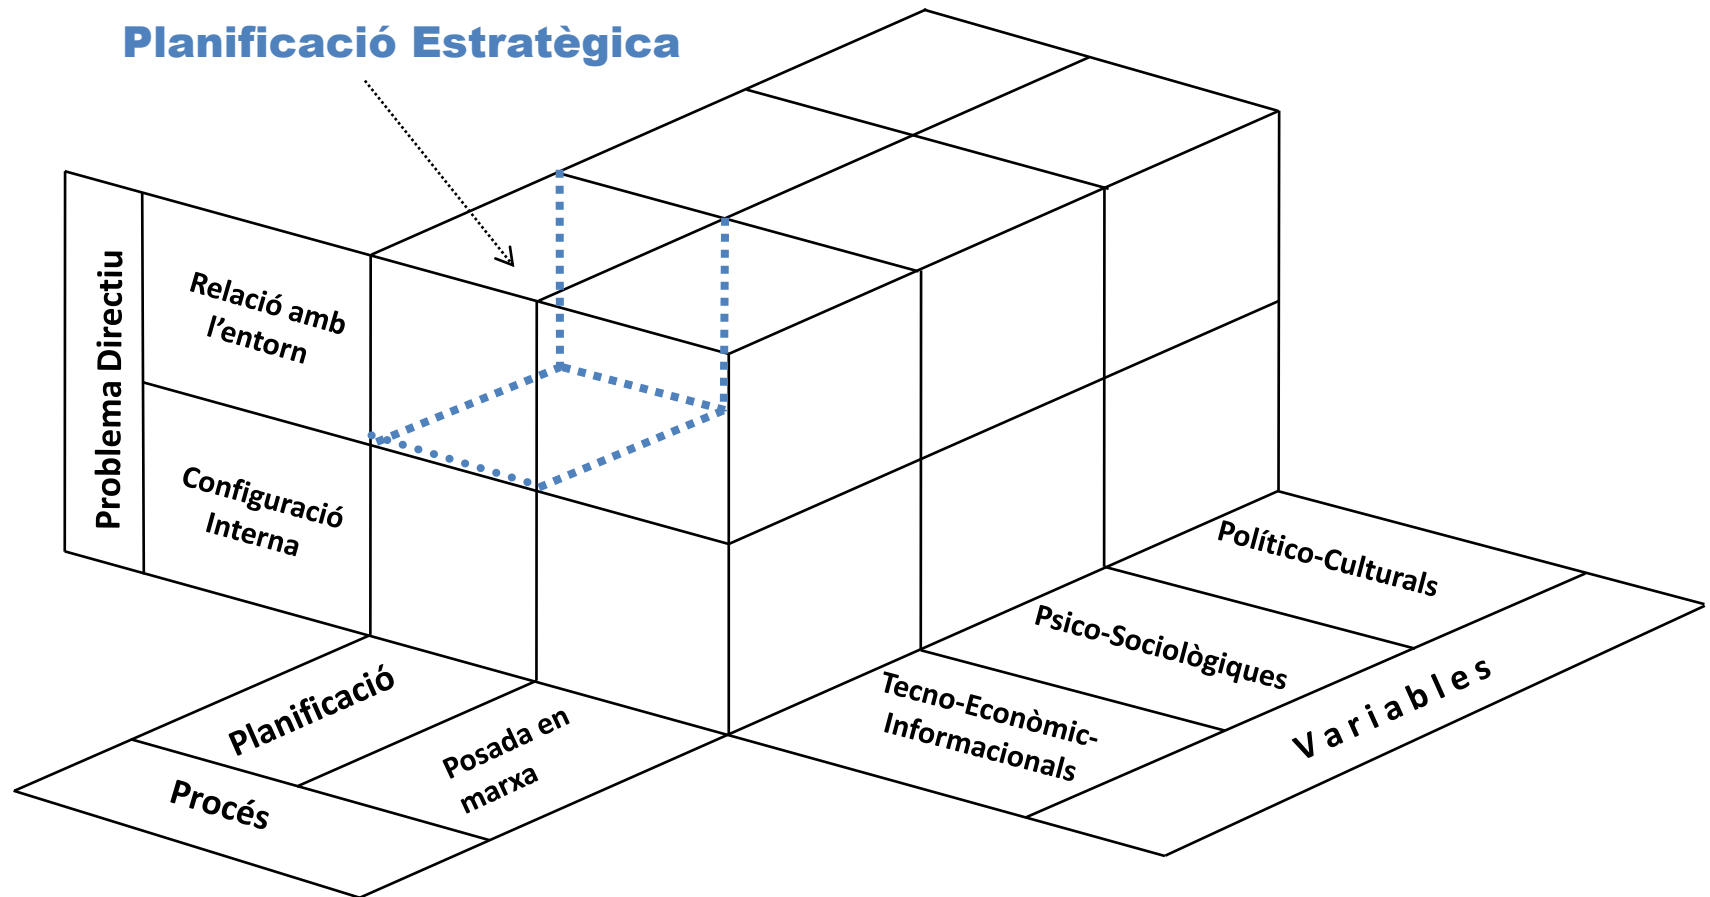 Planificació Estratègica
Problema Directiu
Relació amb
l’entorn
Configuració
Interna
Planificació
Posada en
marxa
Procés
Político-Culturals
Psico-Sociològiques
Tecno-Econòmic-
Informacionals
Variables